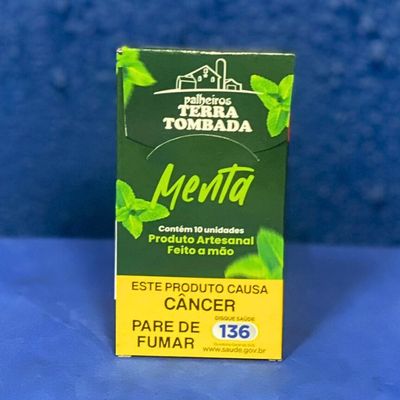 palheiros
TERRA
TOMBADA
Menta
Contém 10 unidades
Produto Artesanal
Feito a mão
ESTE PRODUTO CAUSA
CÂNCER
PARE DE
FUMAR
DISQUE SAÚDE
136
www.saude.gov.br